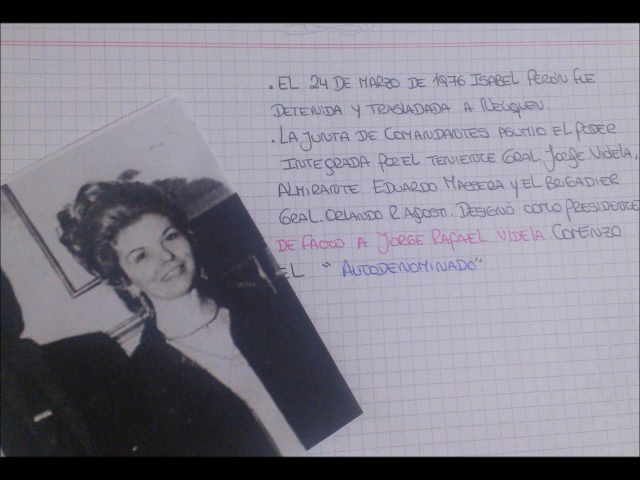 . EL 24 DE MARZO DE 1976 ISABEL PERÓN FUE
DETENIDA Y TRASLADADA A NEUQUEN.
. LA JUNTA DE COMANDANTES ASUMIO EL PODER
INTEGRADA POR EL TENIENTE GRAL JORGE VIDELA,
ALMIRANTE EDUARDO MASSERA Y EL BRIGADIER
GRAL. ORLANDO R AGOSTI. DESIGNÓ COMO PRESIDENTE
DE FACTO A JORGE RAFAEL VIDELA COMENZO
EL " AUTODENOMINADO"